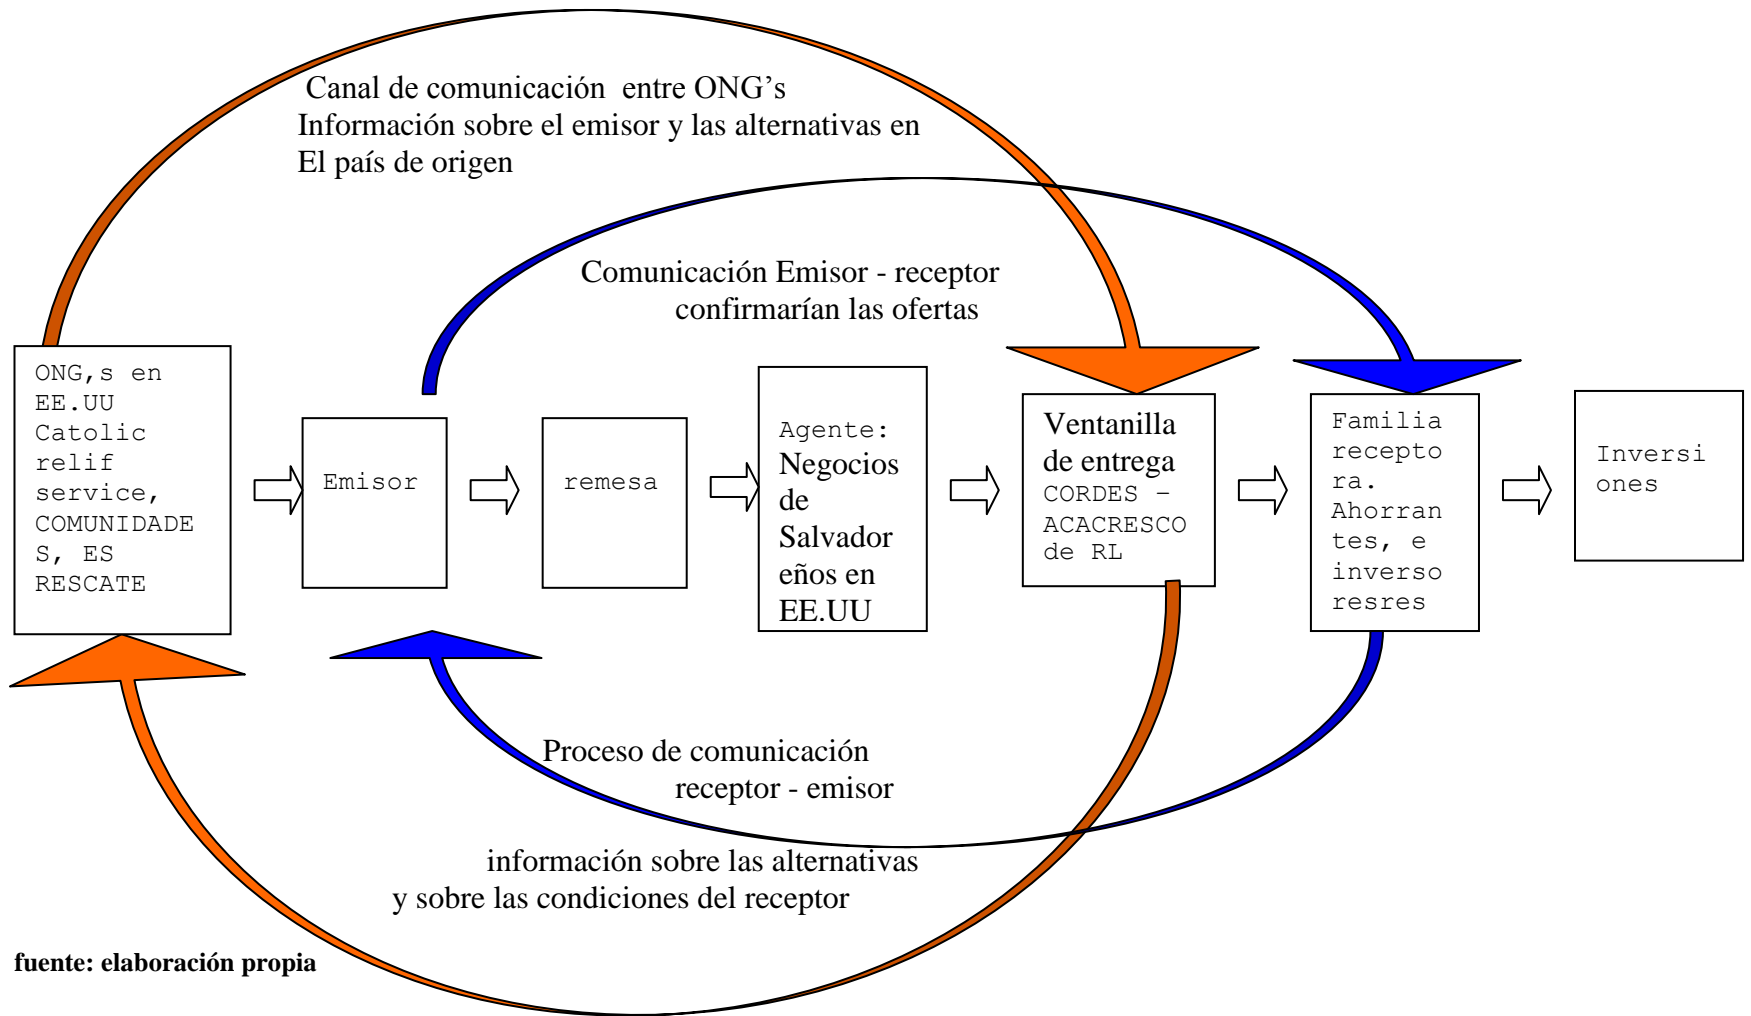 Canal de comunicación  entre ONG's
Información sobre el emisor y las alternativas en
El país de origen
Comunicación Emisor - receptor
confirmarían las ofertas
ONG,s en
EE.UU
Catolic
relif
service,
COMUNIDADE
S, ES
RESCATE
Emisor
remesa
Agente:
Negocios
de
Salvador
eños en
EE.UU
Ventanilla
de entrega
CORDES –
ACACRESCO
de RL
Familia
recepto
ra.
Ahorran
tes, e
inverso
resres
Inversi
ones
Proceso de comunicación
receptor - emisor
información sobre las alternativas
y sobre las condiciones del receptor
fuente: elaboración propia